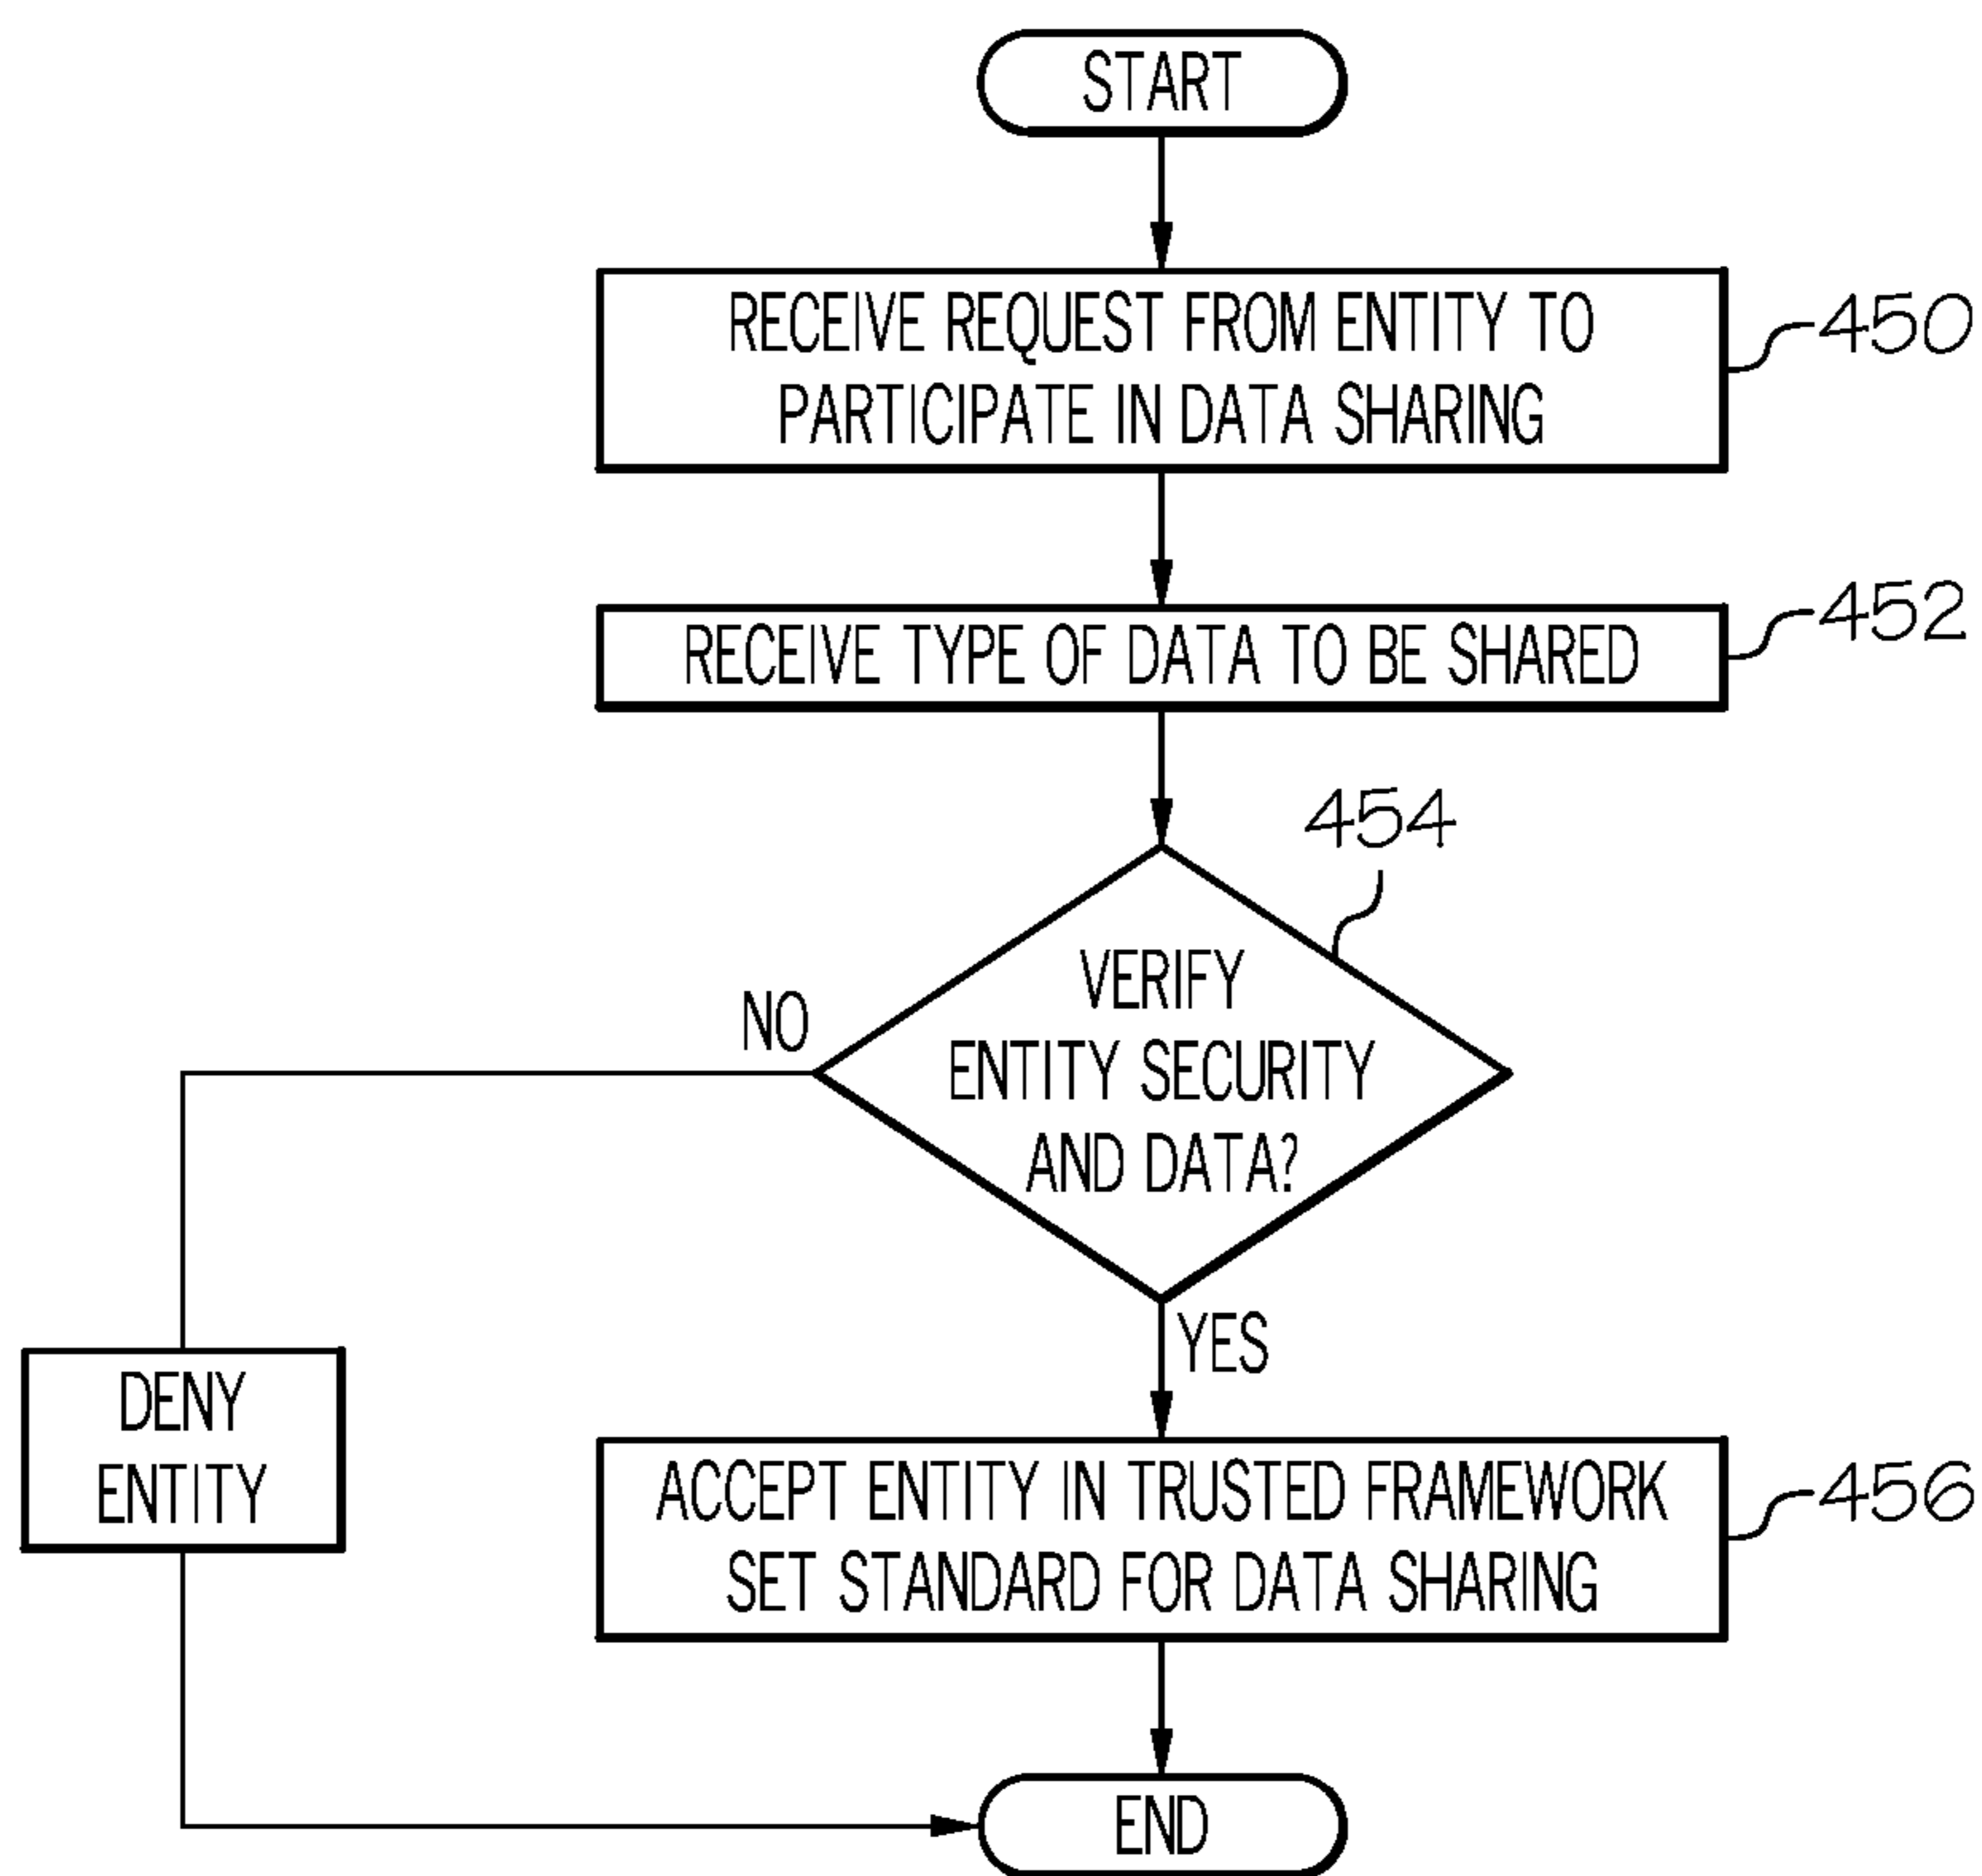 START
RECEIVE REQUEST FROM ENTITY TO
PARTICIPATE IN DATA SHARING
450
RECEIVE TYPE OF DATA TO BE SHARED
452
454
VERIFY
ENTITY SECURITY
AND DATA?
NO
YES
DENY
ENTITY
ACCEPT ENTITY IN TRUSTED FRAMEWORK
SET STANDARD FOR DATA SHARING
456
END